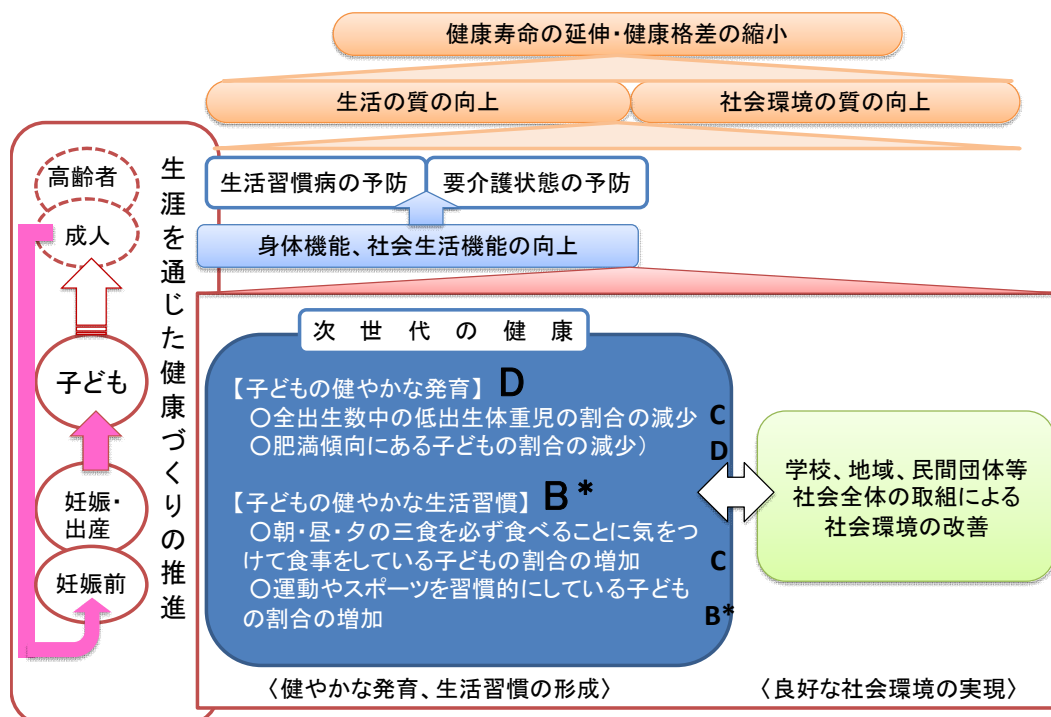 健康寿命の延伸・健康格差の縮小
生活の質の向上
社会環境の質の向上
生活習慣病の予防
要介護状態の予防
身体機能、社会生活機能の向上
高齢者
成人
子ども
妊娠・
出産
妊娠前
生涯を通じた健康づくりの推進
次世代の健康
【子どもの健やかな発育】 D
○全出生数中の低出生体重児の割合の減少 C
○肥満傾向にある子どもの割合の減少） D
【子どもの健やかな生活習慣】 B*
○朝・昼・夕の三食を必ず食べることに気をつ
けて食事をしている子どもの割合の増加 C
○運動やスポーツを習慣的にしている子ども
の割合の増加 B*
学校、地域、民間団体等
社会全体の取組による
社会環境の改善
〈健やかな発育、生活習慣の形成〉
〈良好な社会環境の実現〉